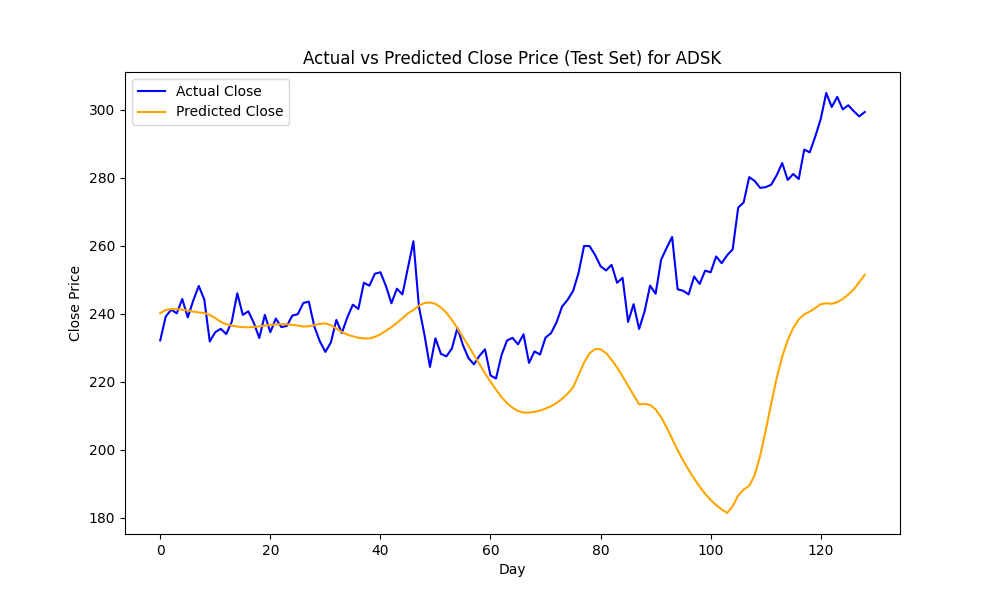 Actual vs Predicted Close Price (Test Set) for ADSK
Actual Close
Predicted Close
300
280
260
240
220
200
180
Close Price
0 20 40 60 80 100 120
Day